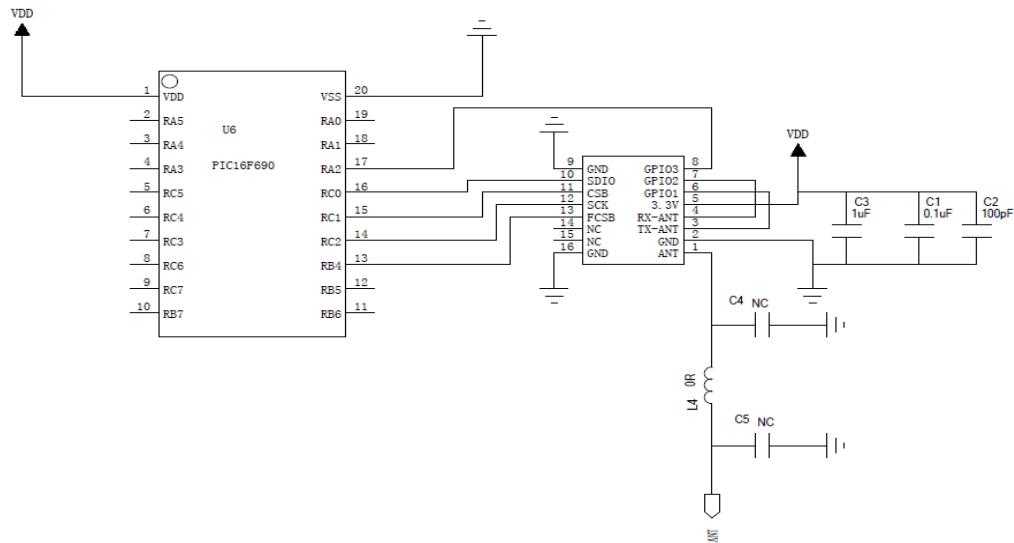 VDD
1 VDD VSS 20
2 RA5 RA0 19
U6
3 RA4 RA1 18
4 RA3 PIC16F690 RA2 17
5 RC5 RC0 16
6 RC4 RC1 15
7 RC3 RC2 14
8 RC6 RB4 13
9 RC7 RB5 12
10 RB7 RB6 11
9 GND GPIO3 8
10 SDIO GPIO2 7
11 CSB GPIO1 6
12 SCK 3.3V 5
13 FCSB RX-ANT 4
14 NC TX-ANT 3
15 NC GND 2
16 GND ANT 1
VDD
C3
1uF
C1
0.1uF
C2
100pF
C4 NC
L4 0R
C5 NC
ANT